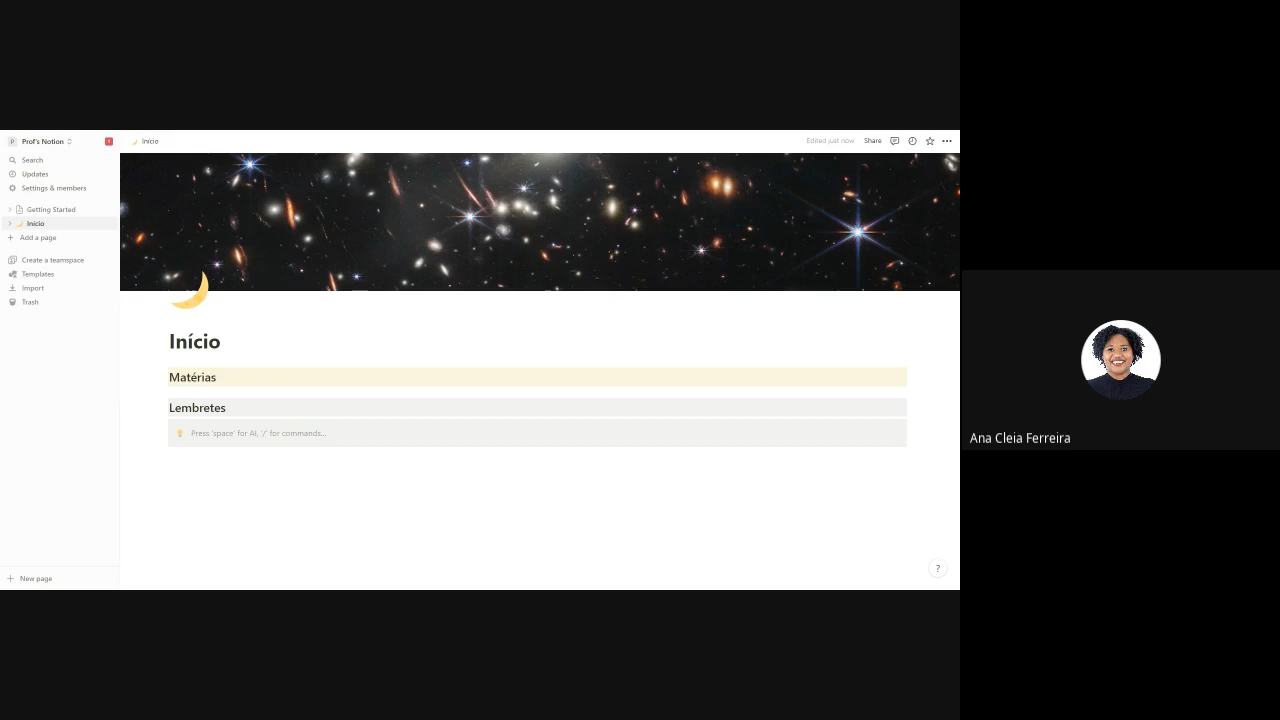 P Prof's Notion
Search
Updates
Settings & members
Getting Started
Início
Add a page
Create a teamspace
Templates
Import
Trash
New page
Início
Edited just now
Share
Início
Matérias
Lembretes
Press 'space' for AI, '/' for commands...
?
Ana Cleia Ferreira